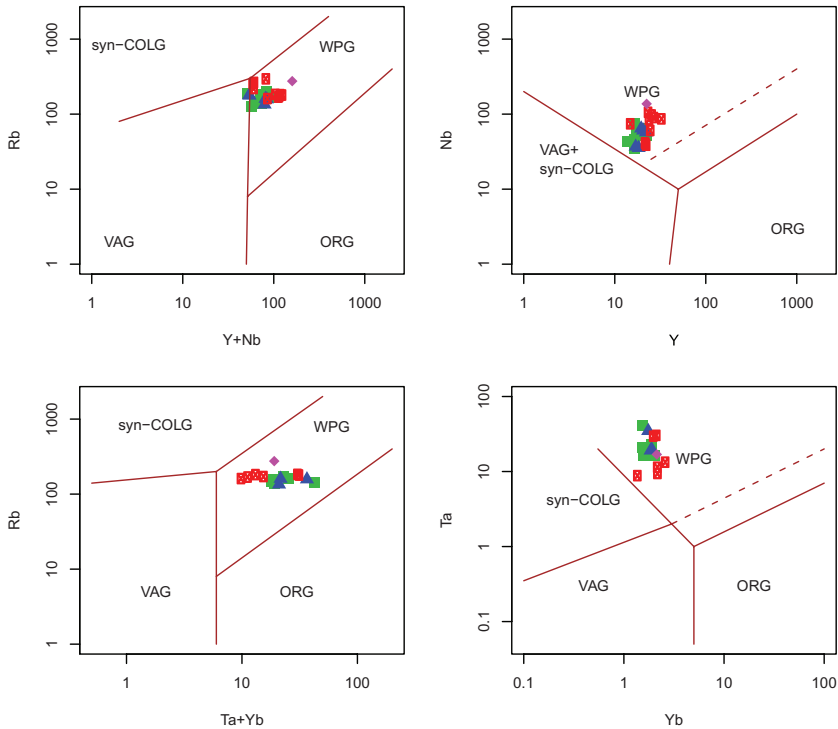 syn−COLG
WPG
VAG
ORG
Rb
1
10
100
1000
1
10
100
1000
Y+Nb
WPG
VAG+
syn−COLG
ORG
Nb
1
10
100
1000
1
10
100
1000
Y
syn−COLG
WPG
VAG
ORG
Rb
1
10
100
1000
1
10
100
Ta+Yb
WPG
syn−COLG
VAG
ORG
Ta
0.1
1
10
100
0.1
1
10
100
Yb